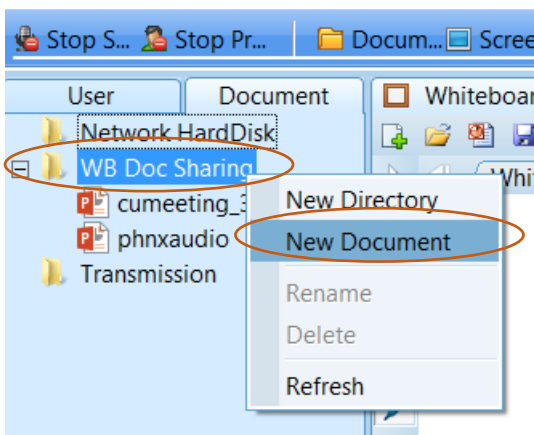 Stop S... Stop Pr... Docum... Scree
User Document Whiteboar
Network HardDisk
WB Doc Sharing
Whi
cumeeting_3
phnxaudio
Transmission
New Directory
New Document
Rename
Delete
Refresh